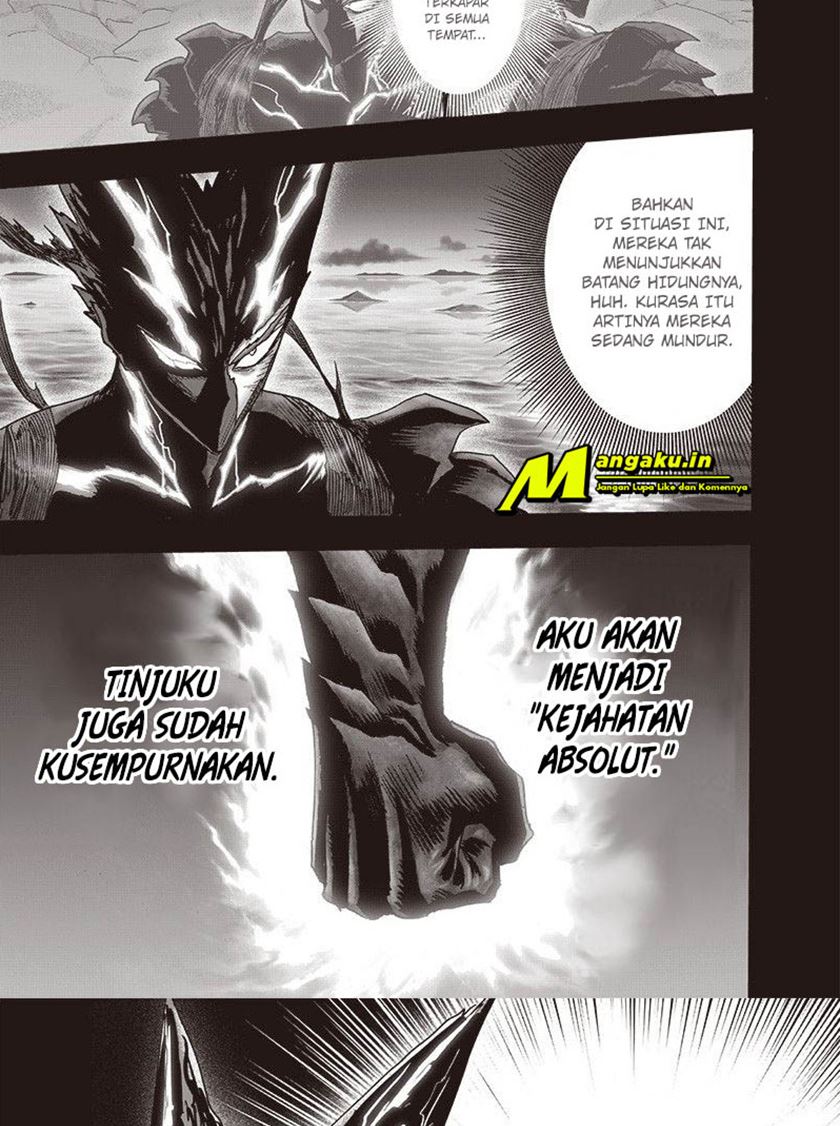 TERKAPAR
DI SEMUA
TEMPAT...
BAHKAN
DI SITUASI INI,
MEREKA TAK
MENUNJUKKAN
BATANG HIDUNGNYA,
HUH. KURASA ITU
ARTINYA MEREKA
SEDANG MUNDUR.
Mangaku.in
Jangan Lupa Like dan Komennya
AKU AKAN
MENJADI
"KEJAHATAN
ABSOLUT."
TINJUKU
JUGA SUDAH
KUSEMPURNAKAN.